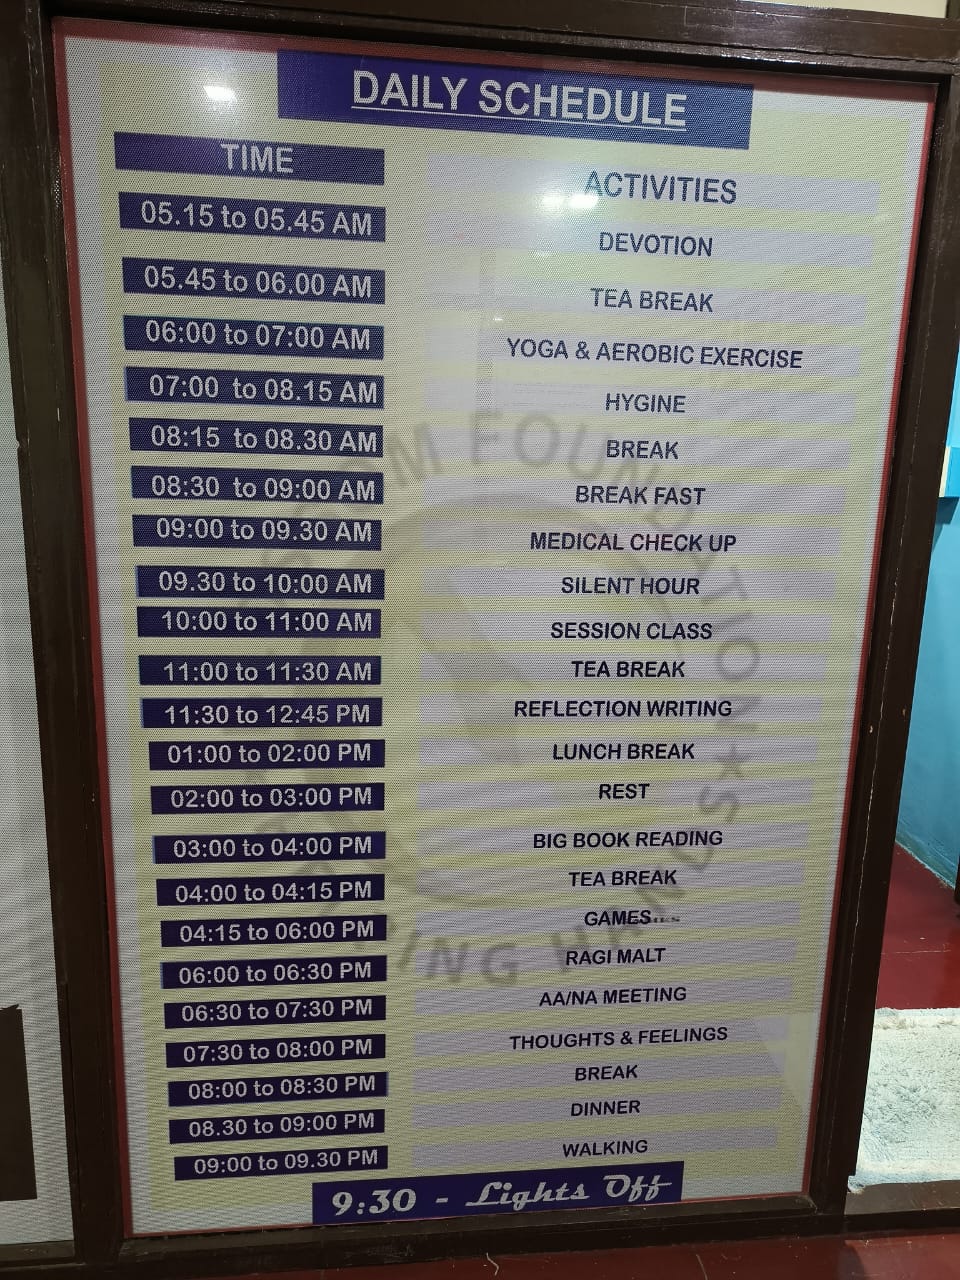 DAILY SCHEDULE
TIME ACTIVITIES
05.15 to 05.45 AM DEVOTION
05.45 to 06.00 AM TEA BREAK
06:00 to 07:00 AM YOGA & AEROBIC EXERCISE
07:00 to 08.15 AM HYGINE
08:15 to 08.30 AM BREAK
08:30 to 09:00 AM BREAK FAST
09:00 to 09.30 AM MEDICAL CHECK UP
09.30 to 10:00 AM SILENT HOUR
10:00 to 11:00 AM SESSION CLASS
11:00 to 11:30 AM TEA BREAK
11:30 to 12:45 PM REFLECTION WRITING
01:00 to 02:00 PM LUNCH BREAK
02:00 to 03:00 PM REST
03:00 to 04:00 PM BIG BOOK READING
04:00 to 04:15 PM TEA BREAK
04:15 to 06:00 PM GAMES
06:00 to 06:30 PM RAGI MALT
06:30 to 07:30 PM AA/NA MEETING
07:30 to 08:00 PM THOUGHTS & FEELINGS
08:00 to 08:30 PM BREAK
08.30 to 09:00 PM DINNER
09:00 to 09.30 PM WALKING
9:30 - Lights Off
FOUNDATION
HANDS